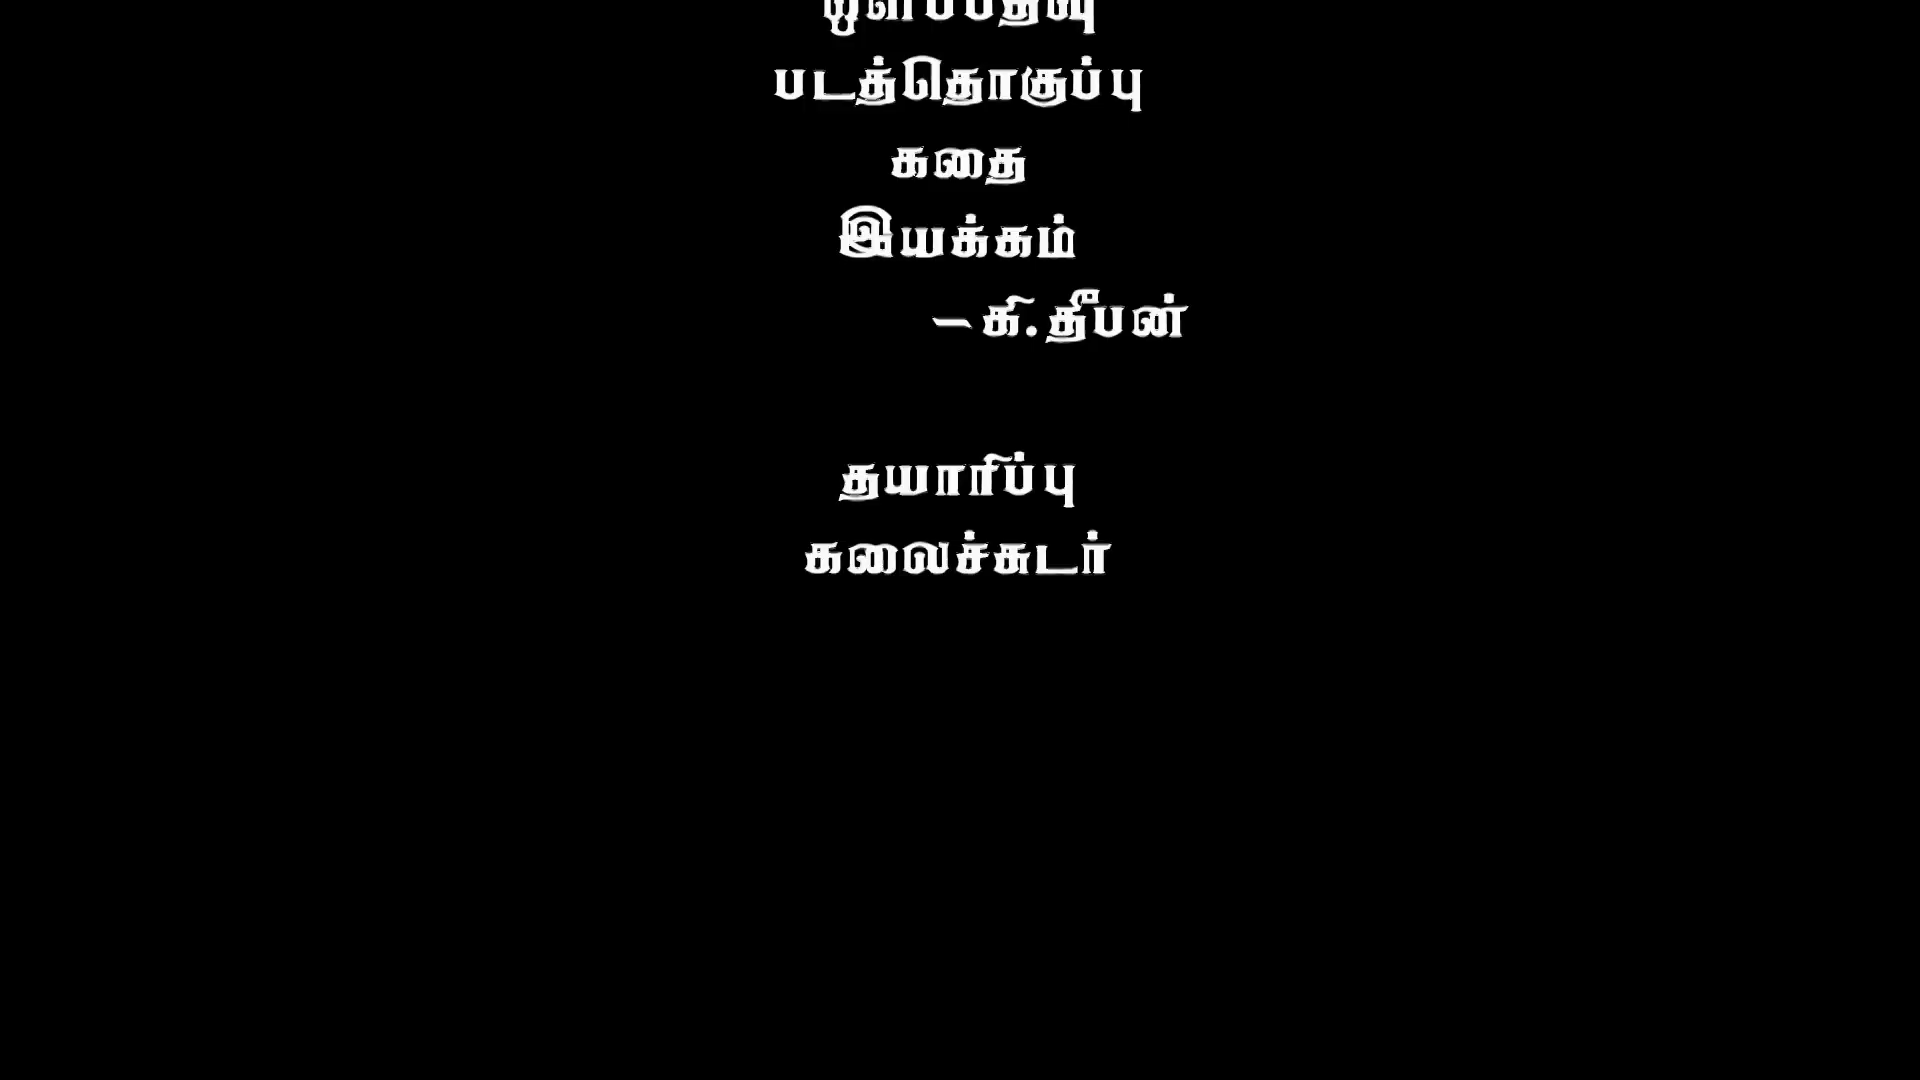 படத்தொகுப்பு
கதை
இயக்கம்
-கி.தீபன்
தயாரிப்பு
கலைச்சுடர்